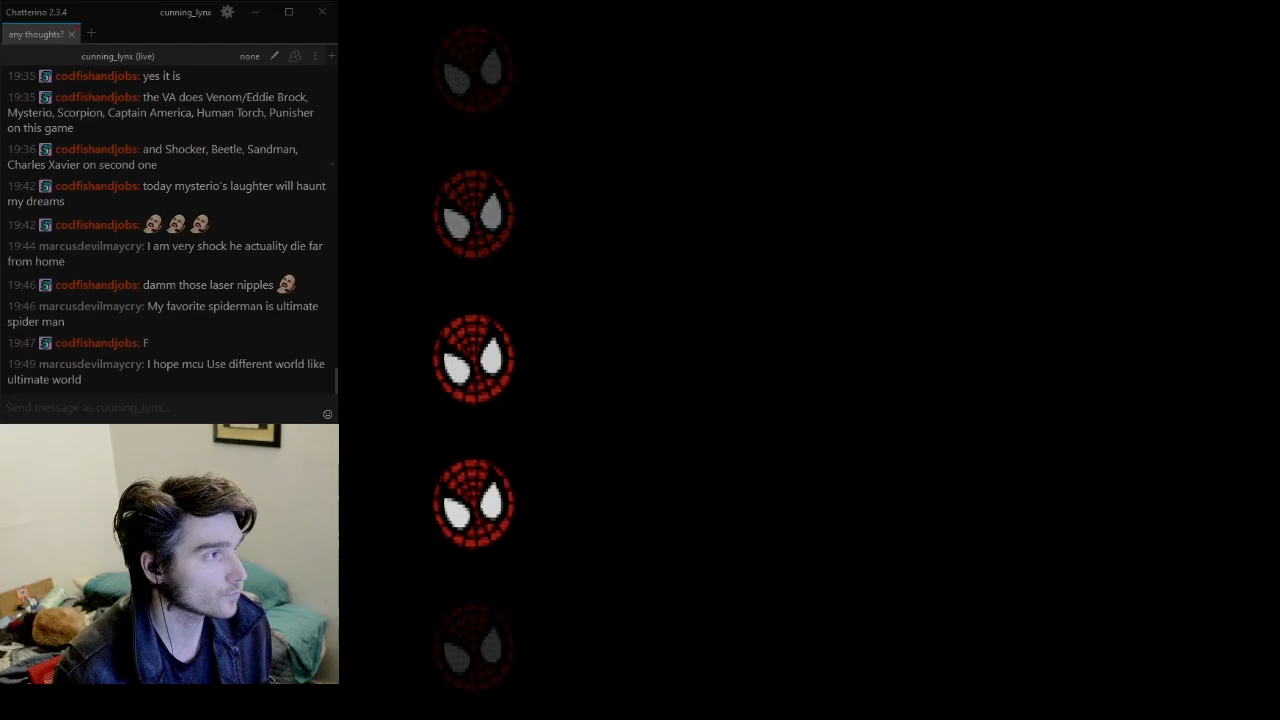 Chatterino 2.3.4
cunning_lynx
any thoughts?
cunning_lynx (live)
none
19:35 codfishandjobs: yes it is
19:35 codfishandjobs: the VA does Venom/Eddie Brock,
Mysterio, Scorpion, Captain America, Human Torch, Punisher
on this game
19:36 codfishandjobs: and Shocker, Beetle, Sandman,
Charles Xavier on second one
19:42 codfishandjobs: today mysterio's laughter will haunt
my dreams
19:42 codfishandjobs:
19:44 marcusdevilmaycry: I am very shock he actuality die far
from home
19:46 codfishandjobs: damm those laser nipples
19:46 marcusdevilmaycry: My favorite spiderman is ultimate
spider man
19:47 codfishandjobs: F
19:49 marcusdevilmaycry: I hope mcu Use different world like
ultimate world
Send message as cunning_lynx...